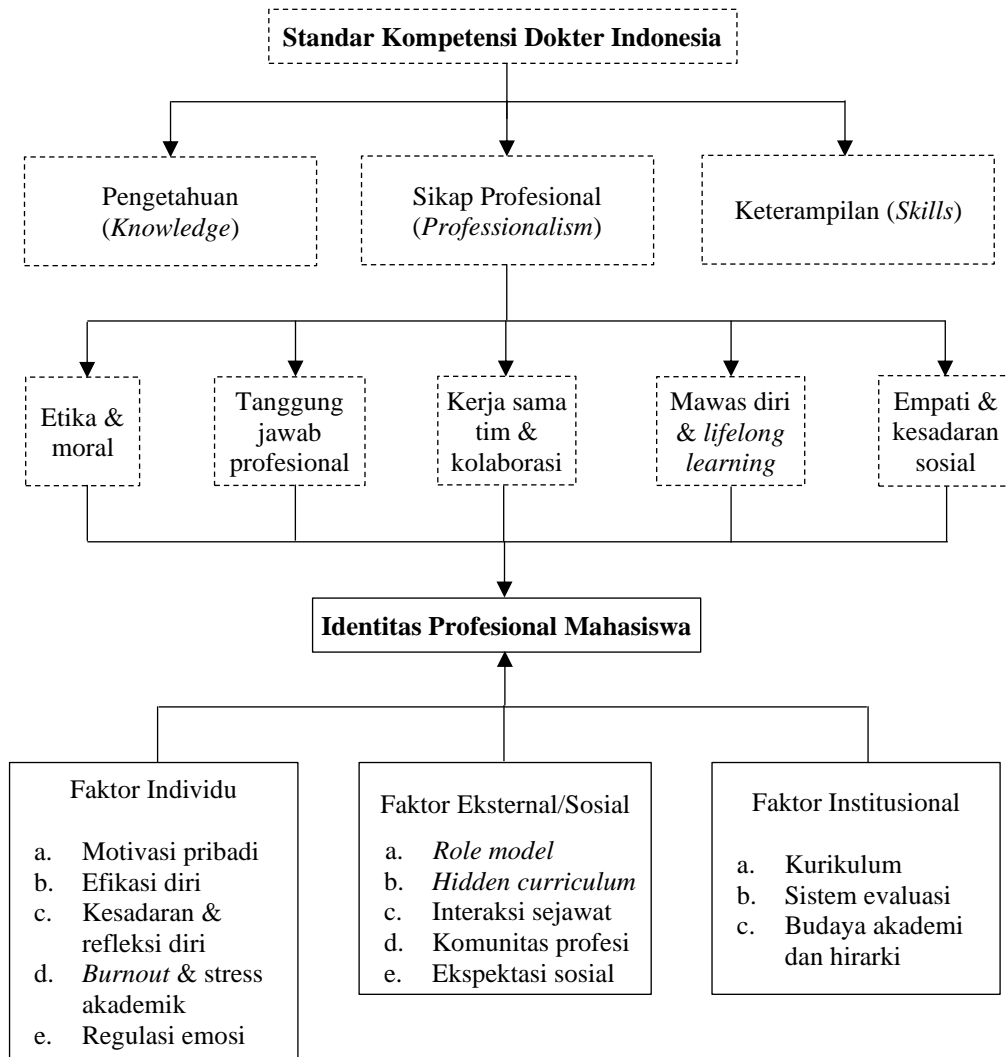 Standar Kompetensi Dokter Indonesia
Pengetahuan
(Knowledge)
Sikap Profesional
(Professionalism)
Keterampilan (Skills)
Etika &
moral
Tanggung
jawab
profesional
Kerja sama
tim &
kolaborasi
Mawas diri
& lifelong
learning
Empati &
kesadaran
sosial
Identitas Profesional Mahasiswa
Faktor Individu
a. Motivasi pribadi
b. Efikasi diri
c. Kesadaran &
refleksi diri
d. Burnout & stress
akademik
e. Regulasi emosi
Faktor Eksternal/Sosial
a. Role model
b. Hidden curriculum
c. Interaksi sejawat
d. Komunitas profesi
e. Ekspektasi sosial
Faktor Institusional
a. Kurikulum
b. Sistem evaluasi
c. Budaya akademi
dan hirarki